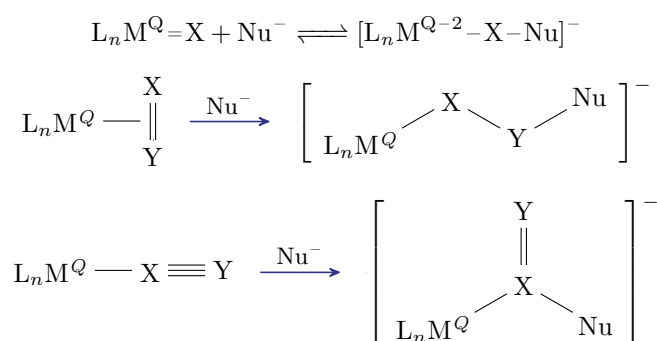 LₙM^Q=X + Nu⁻ ⇌ [LₙM^Q−2−X−Nu]⁻
X
Nu⁻
Nu
LₙM^Q
X
[ ]⁻
Y
LₙM^Q
Y
Y
Nu⁻
LₙM^Q — X ≡ Y
X
[ ]⁻
LₙM^Q
Nu